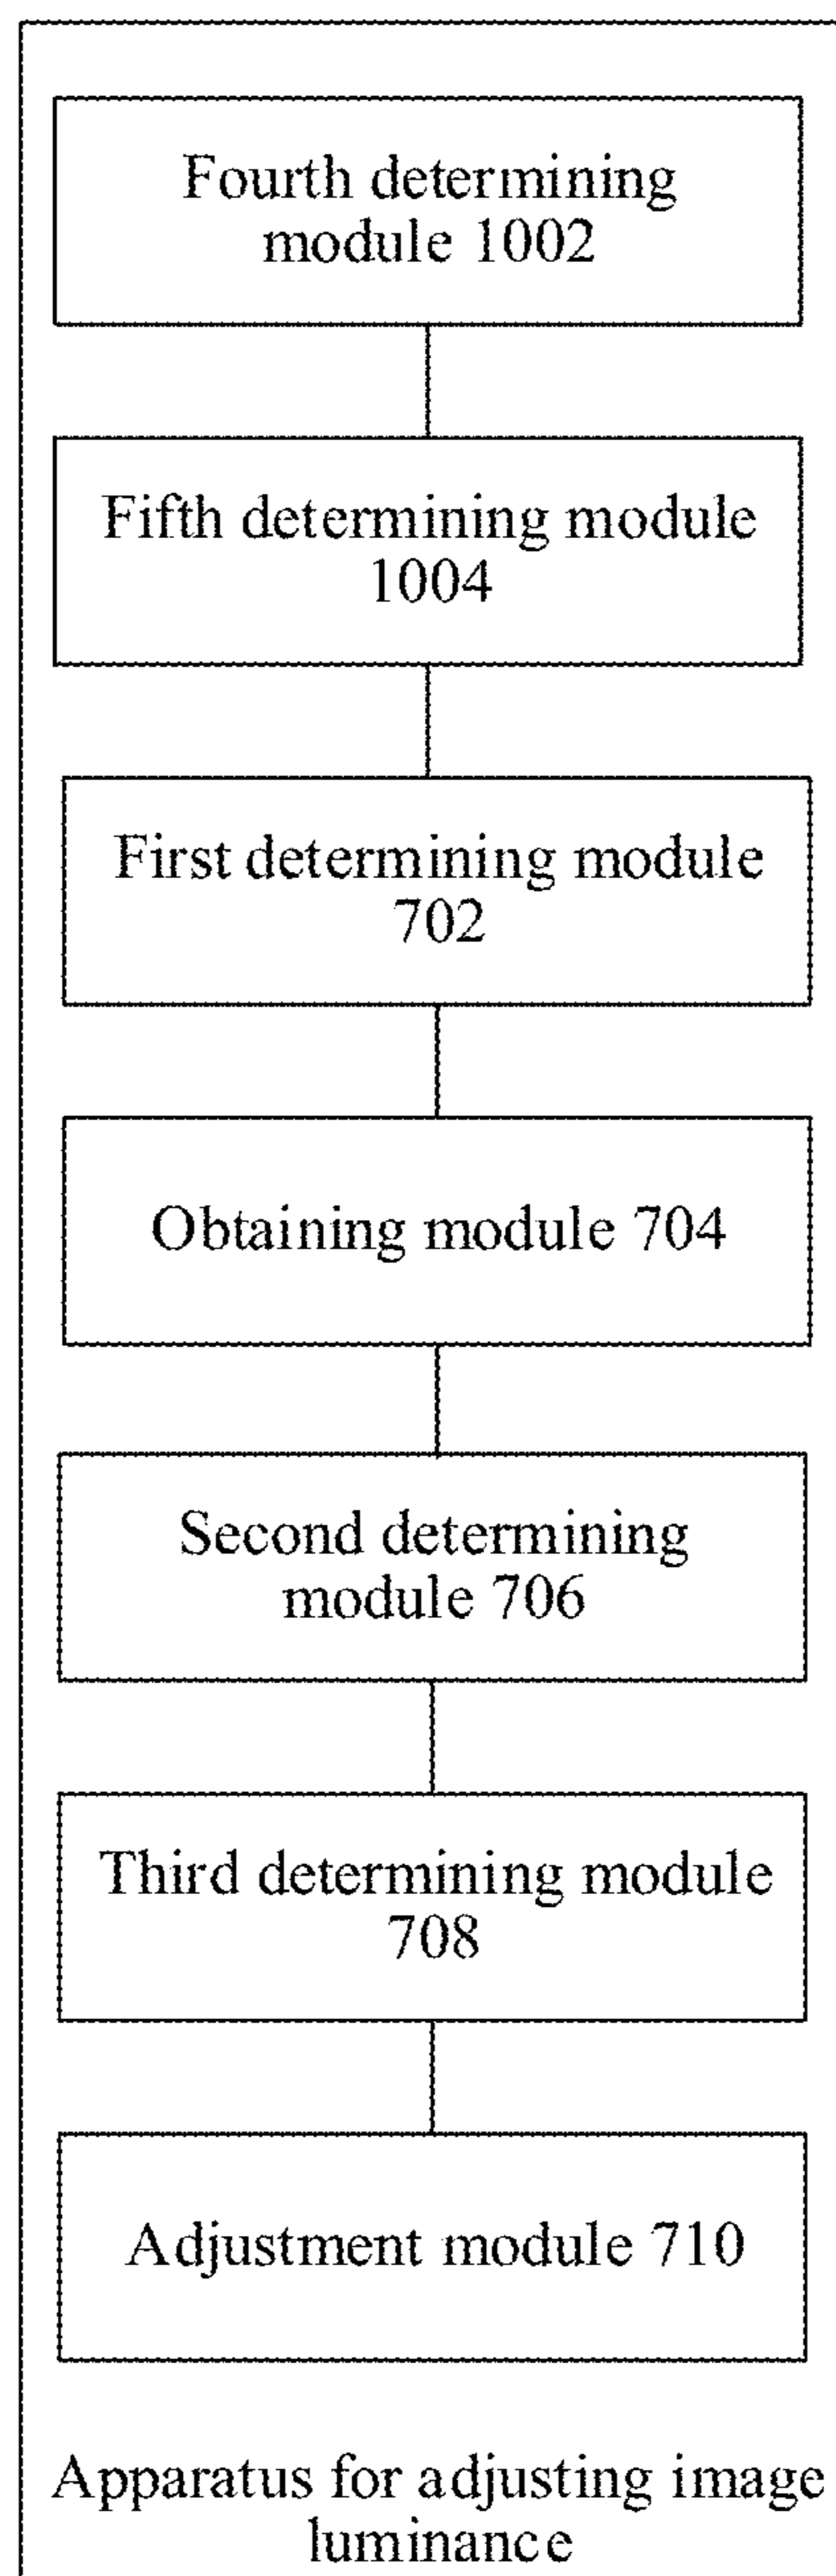 Fourth determining
module 1002
Fifth determining module
1004
First determining module
702
Obtaining module 704
Second determining
module 706
Third determining module
708
Adjustment module 710
Apparatus for adjusting image
luminance